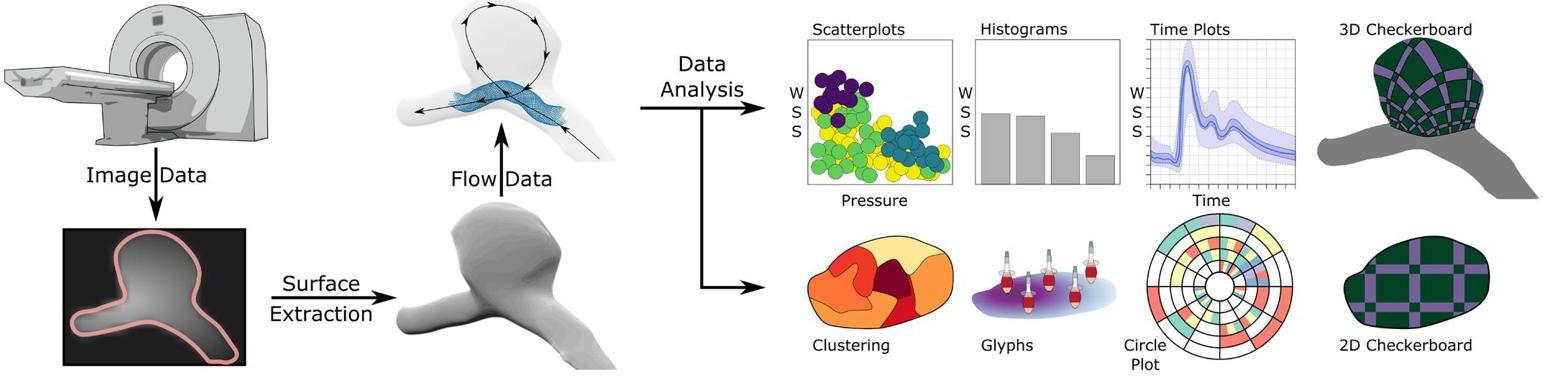 Image Data
Surface
Extraction
Flow Data
Data
Analysis
Scatterplots
W
S
S
Pressure
Histograms
W
S
S
Time Plots
W
S
S
Time
3D Checkerboard
Clustering
Glyphs
Circle
Plot
2D Checkerboard